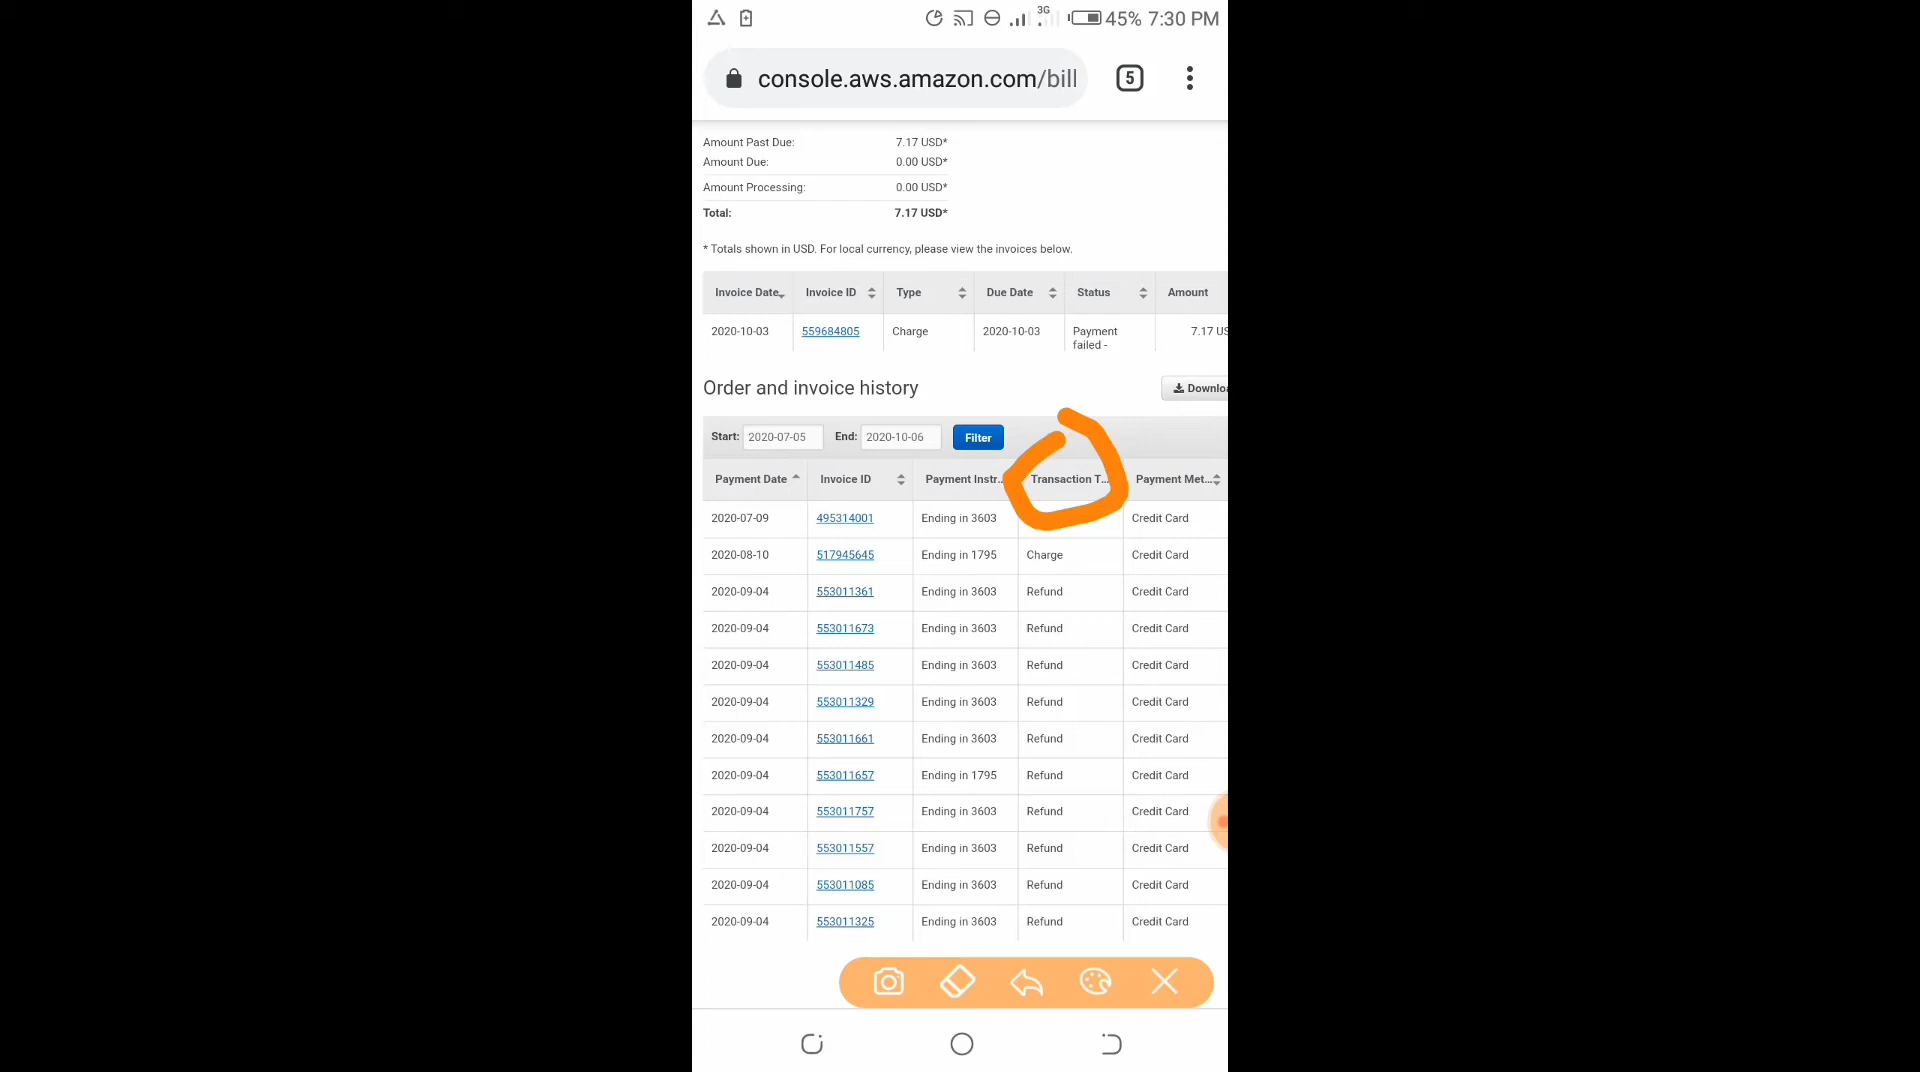 3G
45% 7:30 PM
console.aws.amazon.com/bill
5
Amount Past Due: 7.17 USD*
Amount Due: 0.00 USD*
Amount Processing: 0.00 USD*
Total: 7.17 USD*
* Totals shown in USD. For local currency, please view the invoices below.
Invoice Date Invoice ID Type Due Date Status Amount
2020-10-03 559684805 Charge 2020-10-03 Payment failed - 7.17 US
Order and invoice history Downloa
Start: 2020-07-05 End: 2020-10-06 Filter
Payment Date Invoice ID Payment Instr... Transaction T... Payment Met...
2020-07-09 495314001 Ending in 3603 Credit Card
2020-08-10 517945645 Ending in 1795 Charge Credit Card
2020-09-04 553011361 Ending in 3603 Refund Credit Card
2020-09-04 553011673 Ending in 3603 Refund Credit Card
2020-09-04 553011485 Ending in 3603 Refund Credit Card
2020-09-04 553011329 Ending in 3603 Refund Credit Card
2020-09-04 553011661 Ending in 3603 Refund Credit Card
2020-09-04 553011657 Ending in 1795 Refund Credit Card
2020-09-04 553011757 Ending in 3603 Refund Credit Card
2020-09-04 553011557 Ending in 3603 Refund Credit Card
2020-09-04 553011085 Ending in 3603 Refund Credit Card
2020-09-04 553011325 Ending in 3603 Refund Credit Card